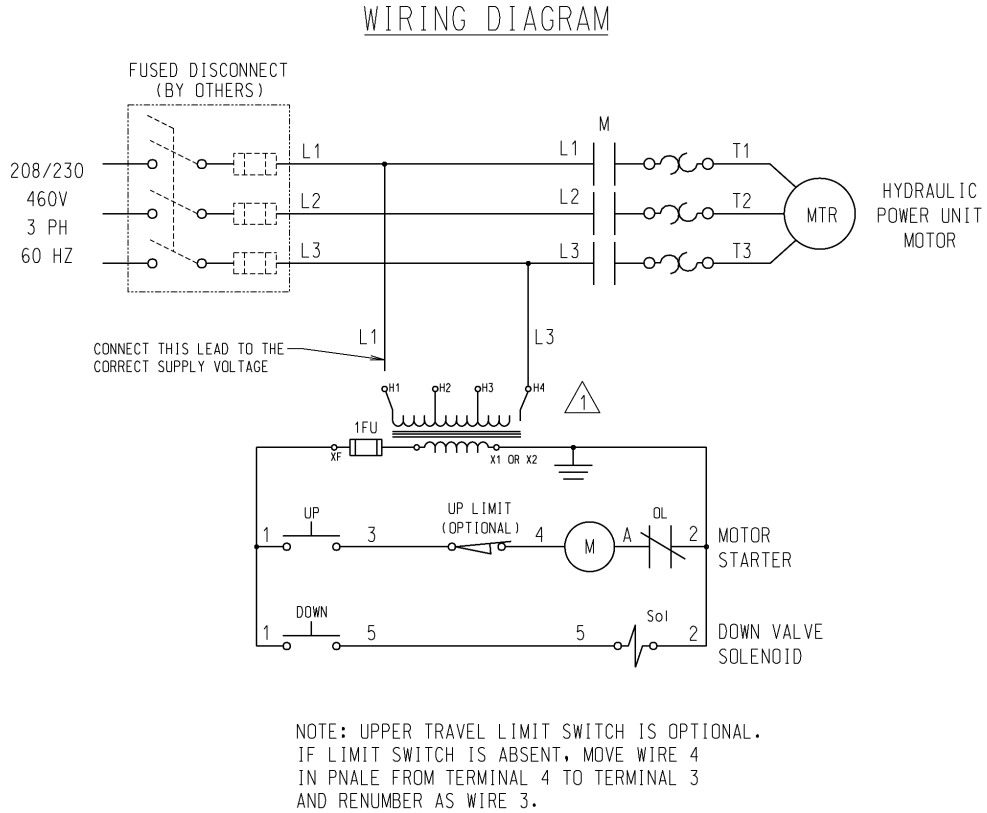 WIRING DIAGRAM
FUSED DISCONNECT
(BY OTHERS)
208/230
460V
3 PH
60 HZ
L1
L2
L3
M
L1
L2
L3
T1
T2
T3
MTR
HYDRAULIC
POWER UNIT
MOTOR
L1
L3
CONNECT THIS LEAD TO THE
CORRECT SUPPLY VOLTAGE
H1
H2
H3
H4
1
1FU
XF
X1 OR X2
UP
UP LIMIT
(OPTIONAL)
OL
1
3
4
M
A
2
MOTOR
STARTER
DOWN
Sol
1
5
5
2
DOWN VALVE
SOLENOID
NOTE: UPPER TRAVEL LIMIT SWITCH IS OPTIONAL.
IF LIMIT SWITCH IS ABSENT, MOVE WIRE 4
IN PNALE FROM TERMINAL 4 TO TERMINAL 3
AND RENUMBER AS WIRE 3.